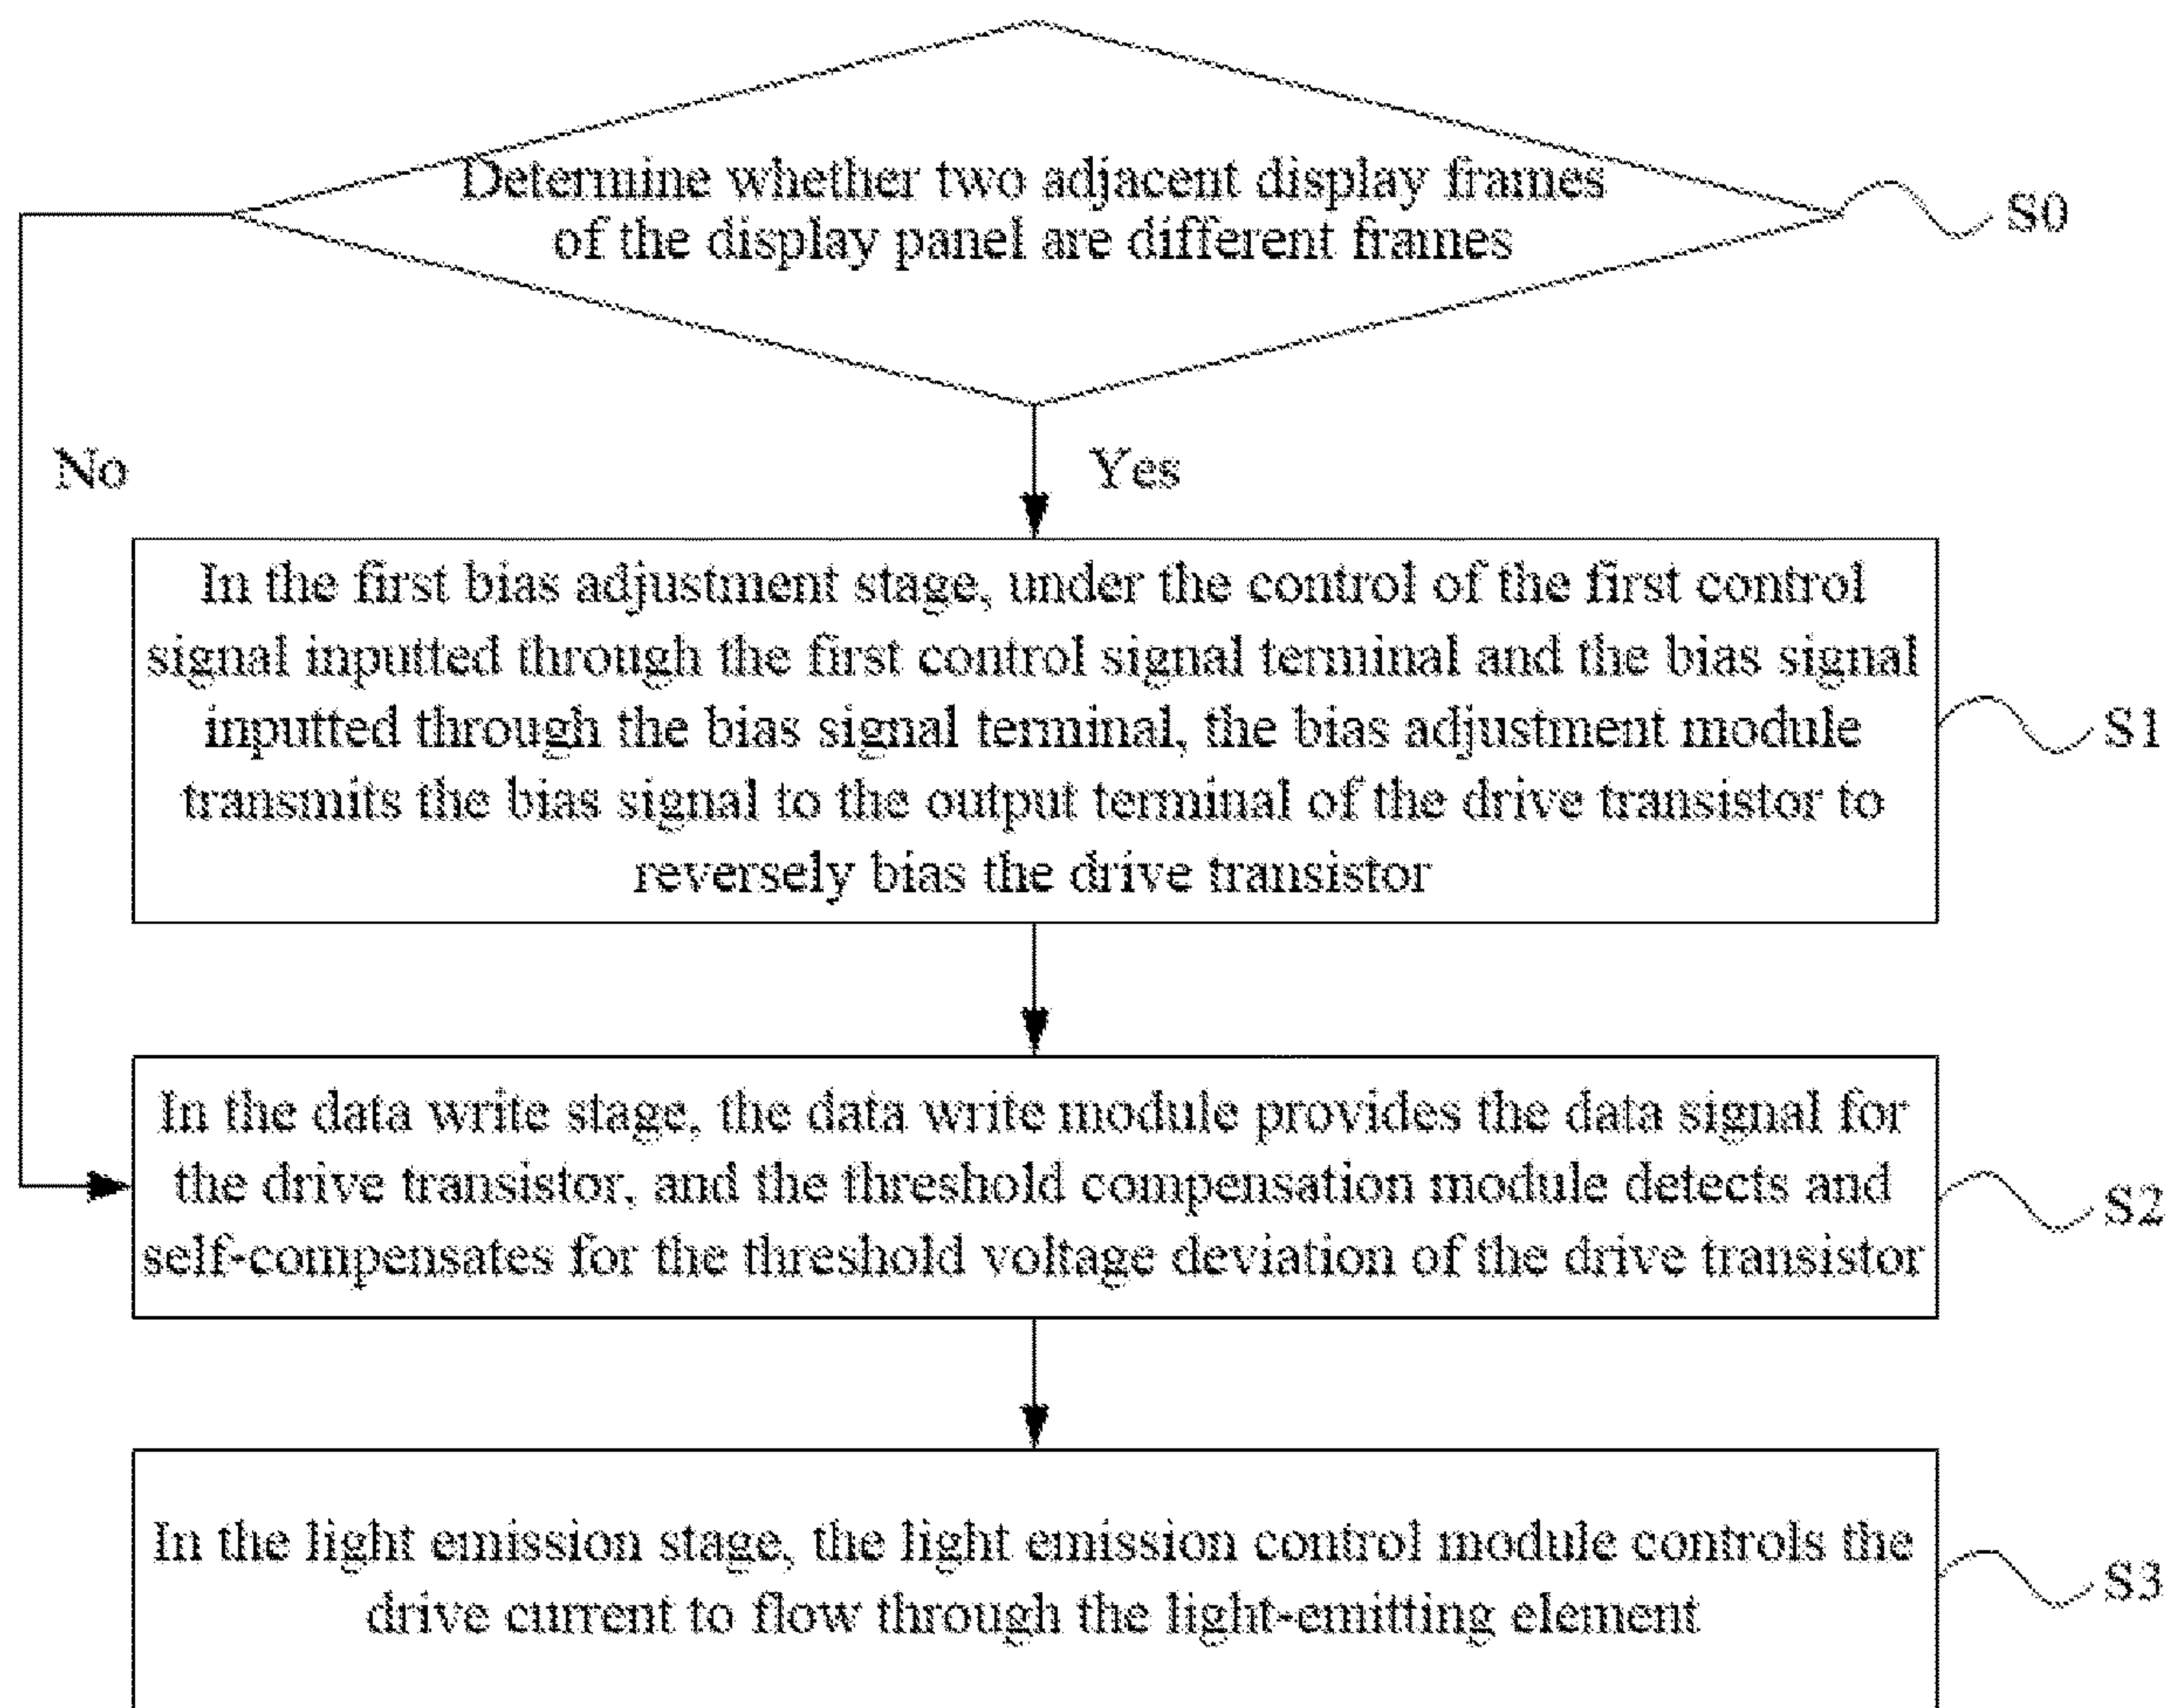 Determine whether two adjacent display frames
of the display panel are different frames
S0
No
Yes
In the first bias adjustment stage, under the control of the first control
signal inputted through the first control signal terminal and the bias signal
inputted through the bias signal terminal, the bias adjustment module
transmits the bias signal to the output terminal of the drive transistor to
reversely bias the drive transistor
S1
In the data write stage, the data write module provides the data signal for
the drive transistor, and the threshold compensation module detects and
self-compensates for the threshold voltage deviation of the drive transistor
S2
In the light emission stage, the light emission control module controls the
drive current to flow through the light-emitting element
S3